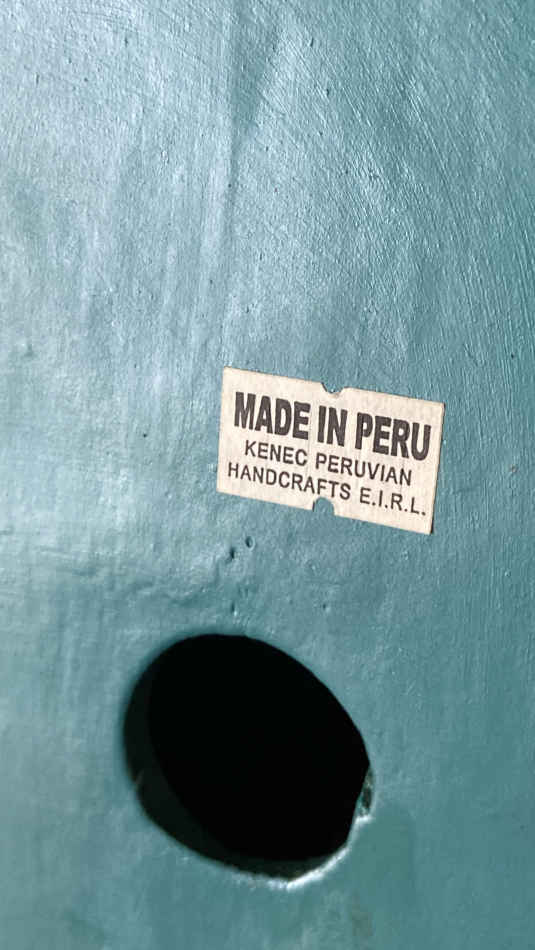 MADE IN PERU
KENEC PERUVIAN
HANDCRAFTS E.I.R.L.